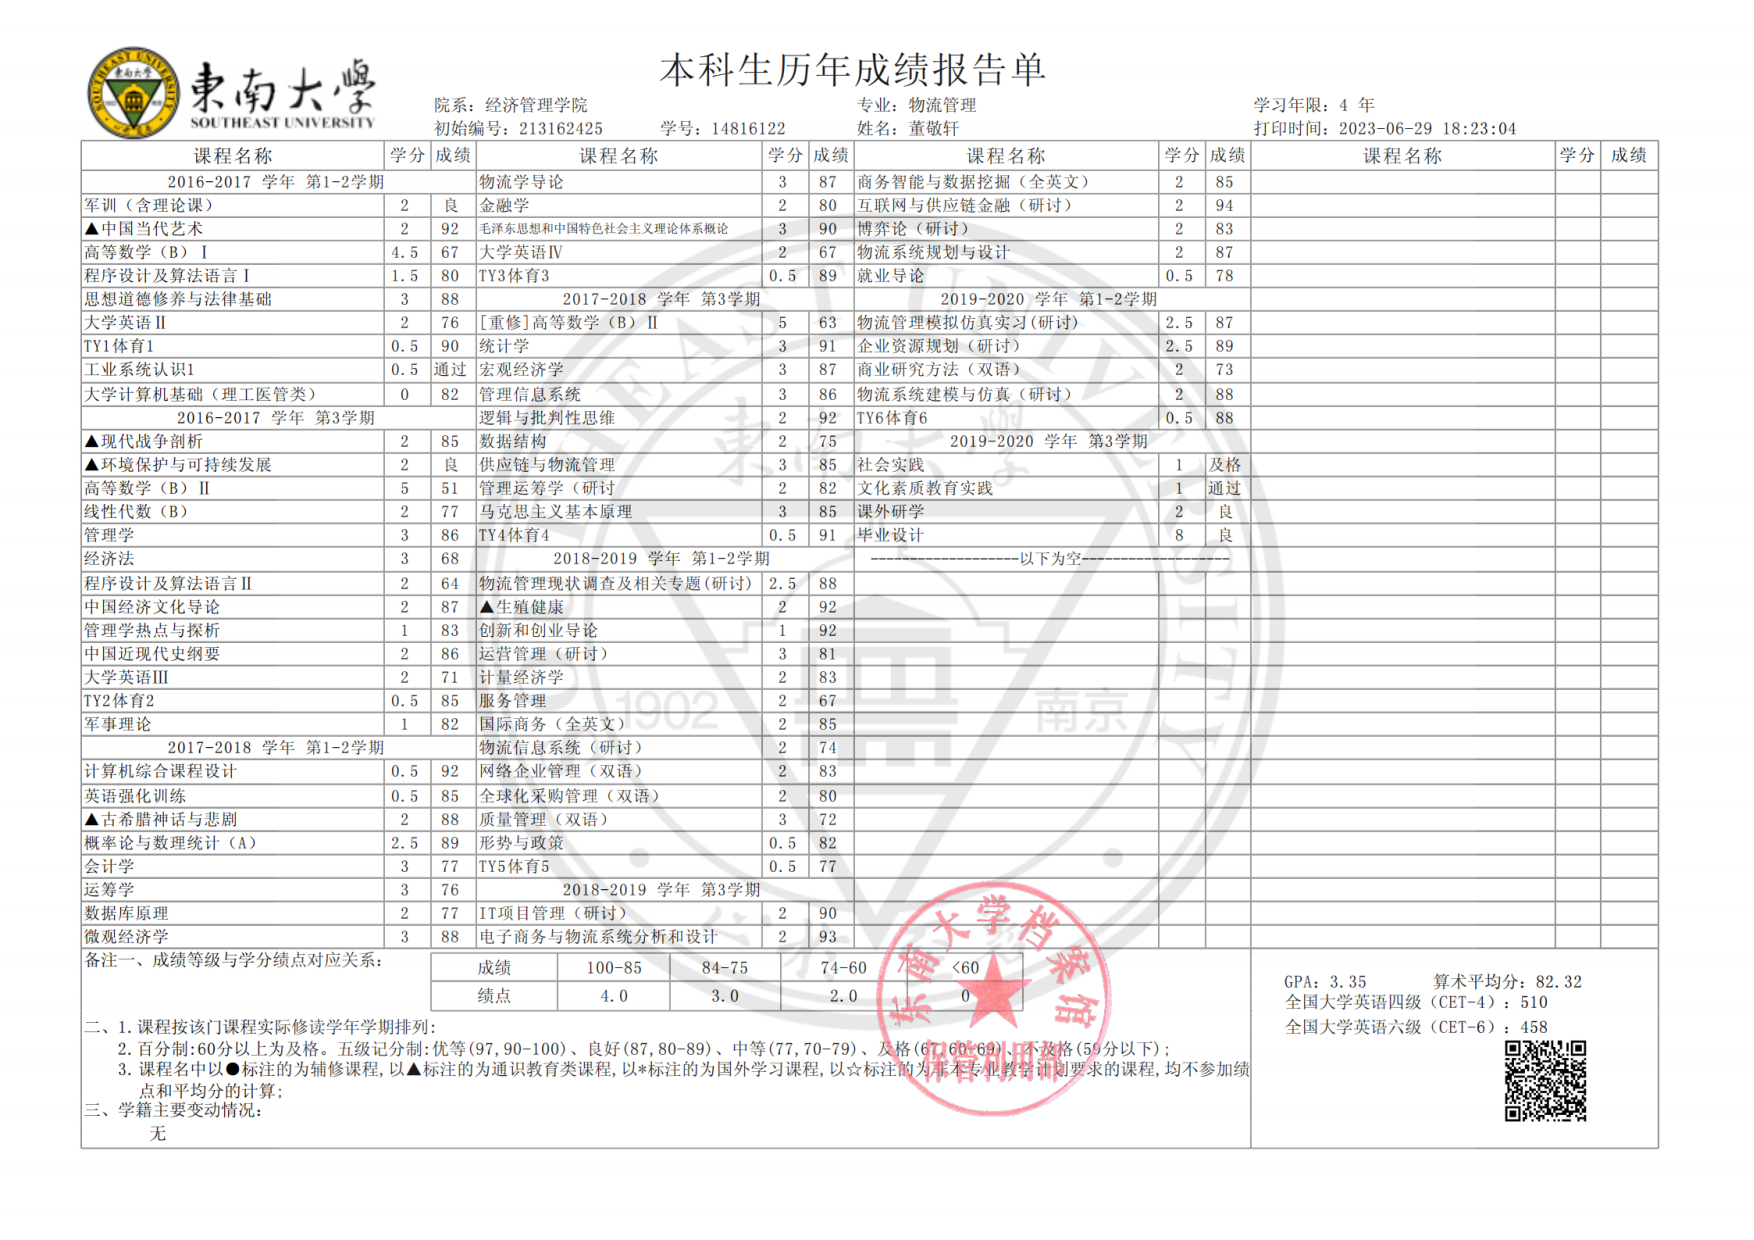 東南大學
SOUTHEAST UNIVERSITY
本科生历年成绩报告单
院系: 经济管理学院 专业: 物流管理 学习年限: 4 年
初始编号: 213162425 学号: 14816122 姓名: 董敬轩 打印时间: 2023-06-29 18:23:04
课程名称 学分 成绩 课程名称 学分 成绩 课程名称 学分 成绩 课程名称 学分 成绩
2016-2017 学年 第1-2学期
军训（含理论课） 2 良
▲中国当代艺术 2 92
高等数学（B）Ⅰ 4.5 67
程序设计及算法语言Ⅰ 1.5 80
思想道德修养与法律基础 3 88
大学英语Ⅱ 2 76
TY1体育1 0.5 90
工业系统认识1 0.5 通过
大学计算机基础（理工医管类） 0 82
2016-2017 学年 第3学期
▲现代战争剖析 2 85
▲环境保护与可持续发展 2 良
高等数学（B）Ⅱ 5 51
线性代数（B） 2 77
管理学 3 86
经济法 3 68
程序设计及算法语言Ⅱ 2 64
中国经济文化导论 2 87
管理学热点与探析 1 83
中国近现代史纲要 2 86
大学英语Ⅲ 2 71
TY2体育2 0.5 85
军事理论 1 82
2017-2018 学年 第1-2学期
计算机综合课程设计 0.5 92
英语强化训练 0.5 85
▲古希腊神话与悲剧 2 88
概率论与数理统计（A） 2.5 89
会计学 3 77
运筹学 3 76
数据库原理 2 77
微观经济学 3 88
物流学导论 3 87
金融学 2 80
毛泽东思想和中国特色社会主义理论体系概论 3 90
大学英语Ⅳ 2 67
TY3体育3 0.5 89
2017-2018 学年 第3学期
[重修]高等数学（B）Ⅱ 5 63
统计学 3 91
宏观经济学 3 87
管理信息系统 3 86
逻辑与批判性思维 2 92
数据结构 2 75
供应链与物流管理 3 85
管理运筹学（研讨 2 82
马克思主义基本原理 3 85
TY4体育4 0.5 91
2018-2019 学年 第1-2学期
物流管理现状调查及相关专题(研讨) 2.5 88
▲生殖健康 2 92
创新和创业导论 1 92
运营管理（研讨） 3 81
计量经济学 2 83
服务管理 2 67
国际商务（全英文） 2 85
物流信息系统（研讨） 2 74
网络企业管理（双语） 2 83
全球化采购管理（双语） 2 80
质量管理（双语） 3 72
形势与政策 0.5 82
TY5体育5 0.5 77
2018-2019 学年 第3学期
IT项目管理（研讨） 2 90
电子商务与物流系统分析和设计 2 93
商务智能与数据挖掘（全英文） 2 85
互联网与供应链金融（研讨） 2 94
博弈论（研讨） 2 83
物流系统规划与设计 2 87
就业导论 0.5 78
2019-2020 学年 第1-2学期
物流管理模拟仿真实习(研讨) 2.5 87
企业资源规划（研讨） 2.5 89
商业研究方法（双语） 2 73
物流系统建模与仿真（研讨） 2 88
TY6体育6 0.5 88
2019-2020 学年 第3学期
社会实践 1 及格
文化素质教育实践 1 通过
课外研学 2 良
毕业设计 8 良
-------------------以下为空-------------------
备注一、成绩等级与学分绩点对应关系:
成绩 100-85 84-75 74-60 <60
绩点 4.0 3.0 2.0 0
二、1.课程按该门课程实际修读学年学期排列:
2.百分制:60分以上为及格。五级记分制:优等(97,90-100)、良好(87,80-89)、中等(77,70-79)、及格(67,60-69)、不及格(59分以下);
3.课程名中以●标注的为辅修课程,以▲标注的为通识教育类课程,以*标注的为国外学习课程,以☆标注的为非本专业教学计划要求的课程,均不参加绩
点和平均分的计算;
三、学籍主要变动情况:
无
GPA: 3.35 算术平均分: 82.32
全国大学英语四级（CET-4）: 510
全国大学英语六级（CET-6）: 458
东南大学档案馆
保管利用部
SOUTHEAST UNIVERSITY
東南大學
1902 南京